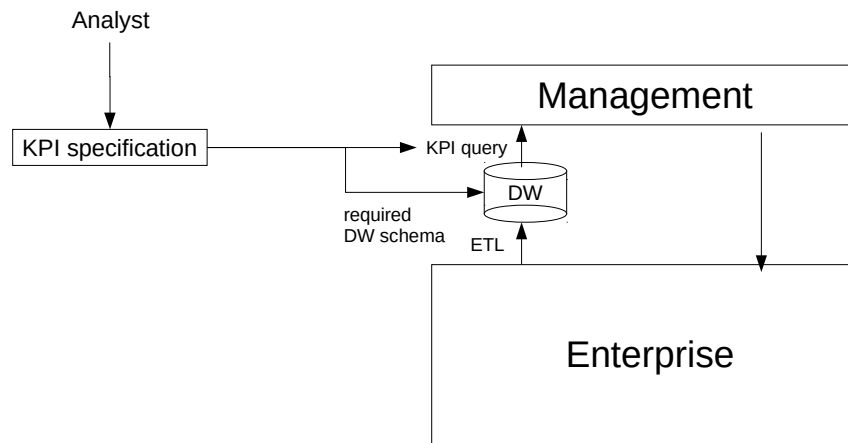 Analyst
Management
KPI specification
KPI query
DW
required
DW schema
ETL
Enterprise